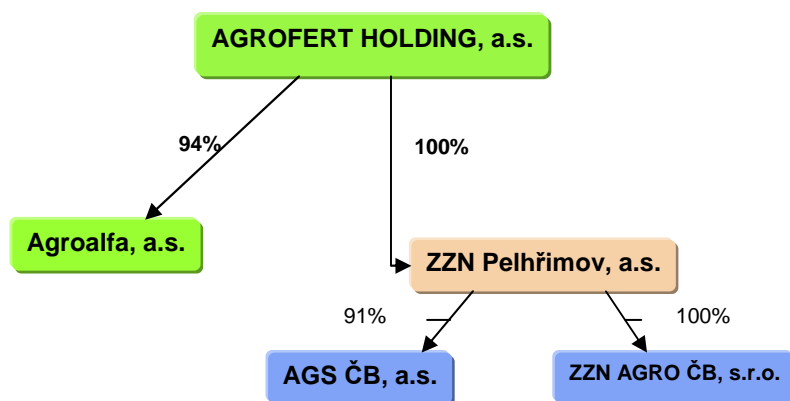 AGROFERT HOLDING, a.s.
94%
100%
Agroalfa, a.s.
ZZN Pelhřimov, a.s.
91%
100%
AGS ČB, a.s.
ZZN AGRO ČB, s.r.o.